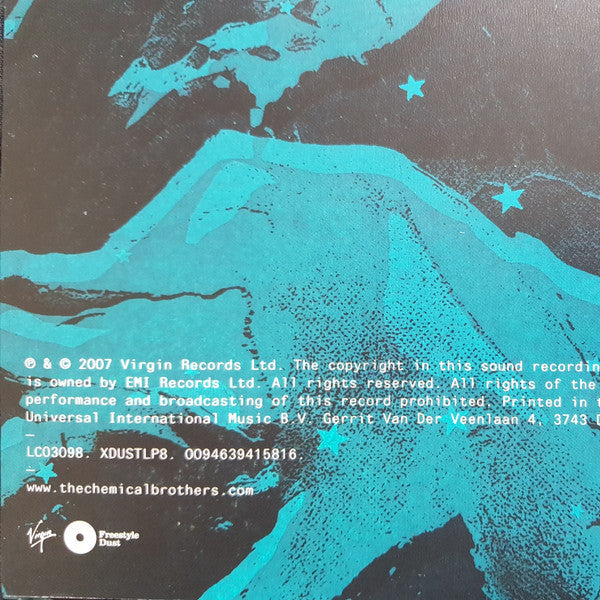 ℗ & © 2007 Virgin Records Ltd. The copyright in this sound recording
is owned by EMI Records Ltd. All rights reserved. All rights of the
performance and broadcasting of this record prohibited. Printed in t
Universal International Music B.V. Gerrit Van Der Veenlaan 4, 3743 D
LC03098. XDUSTLP8. 0094639415816.
www.thechemicalbrothers.com
Virgin
Freestyle
Dust